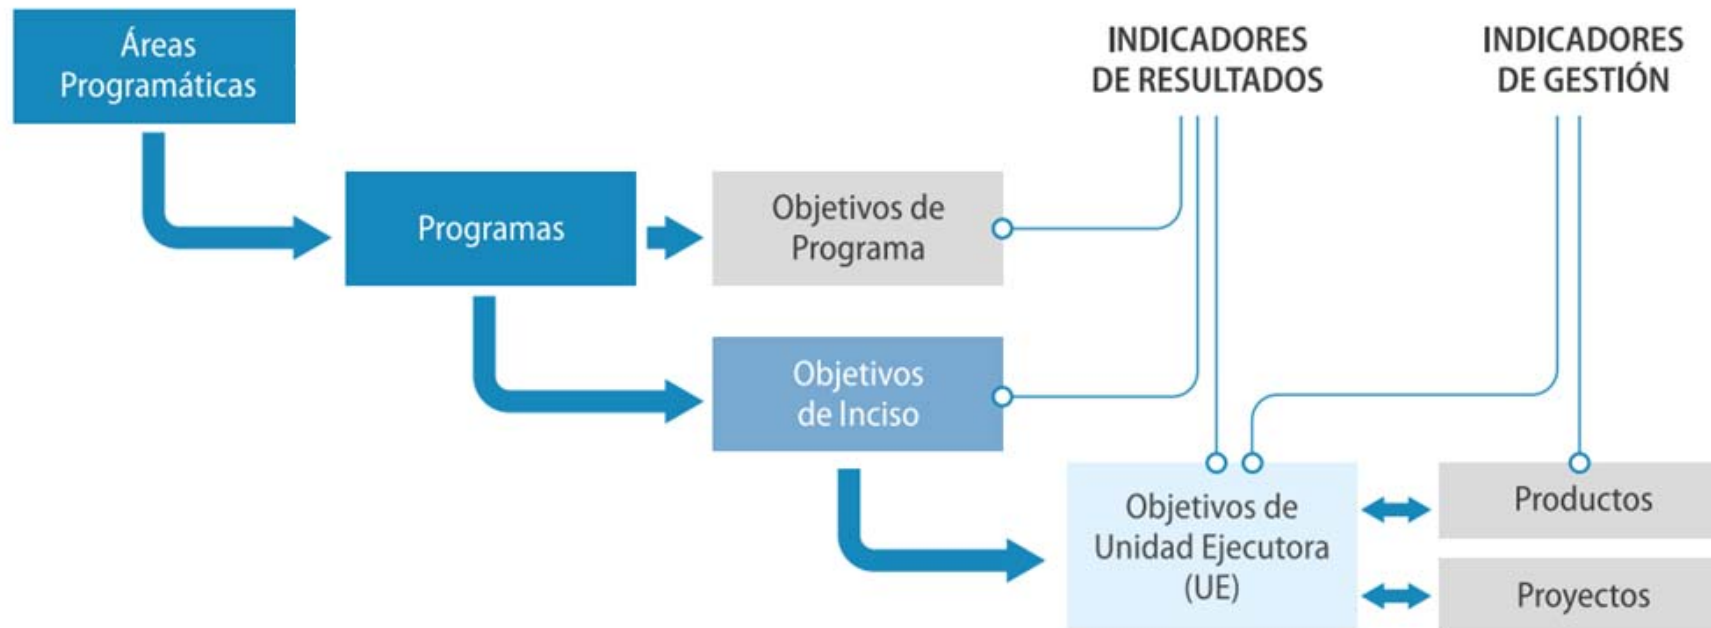 Áreas
Programáticas
INDICADORES
DE RESULTADOS
INDICADORES
DE GESTIÓN
Programas
Objetivos de
Programa
Objetivos
de Inciso
Objetivos de
Unidad Ejecutora
(UE)
Productos
Proyectos